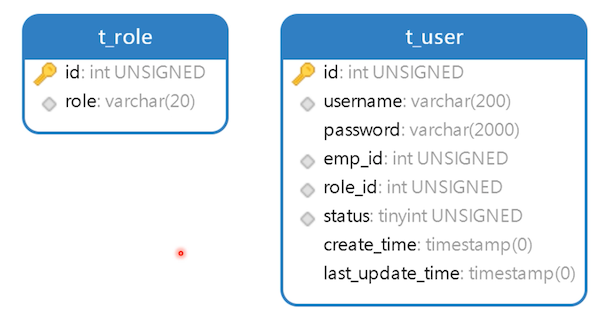 t_role
id: int UNSIGNED
role: varchar(20)
t_user
id: int UNSIGNED
username: varchar(200)
password: varchar(2000)
emp_id: int UNSIGNED
role_id: int UNSIGNED
status: tinyint UNSIGNED
create_time: timestamp(0)
last_update_time: timestamp(0)